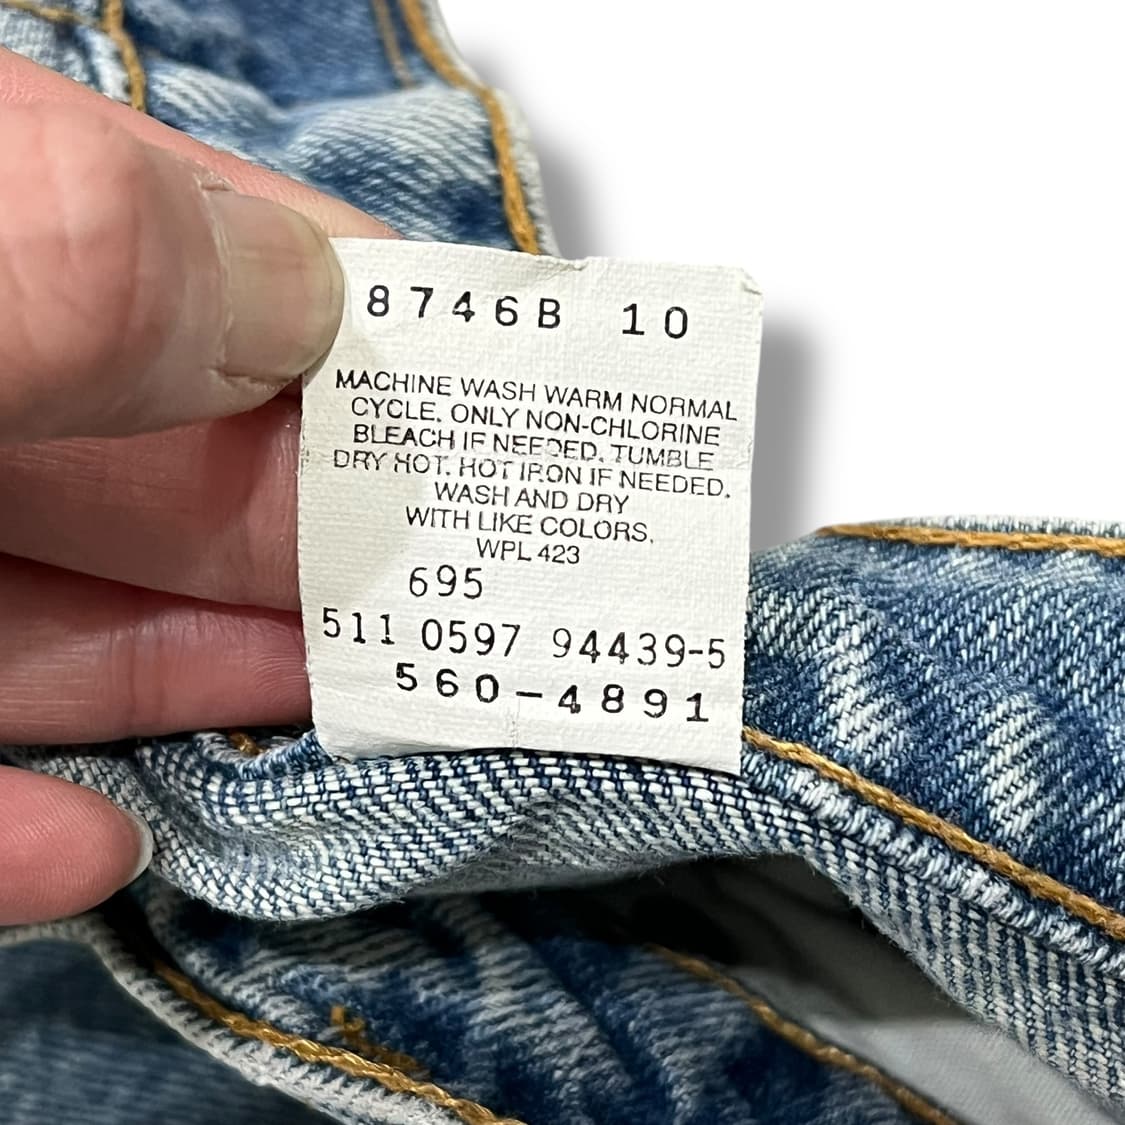 8746B 10
MACHINE WASH WARM NORMAL
CYCLE. ONLY NON-CHLORINE
BLEACH IF NEEDED. TUMBLE
DRY HOT. HOT IRON IF NEEDED.
WASH AND DRY
WITH LIKE COLORS.
WPL 423
695
511 0597 94439-5
560-4891